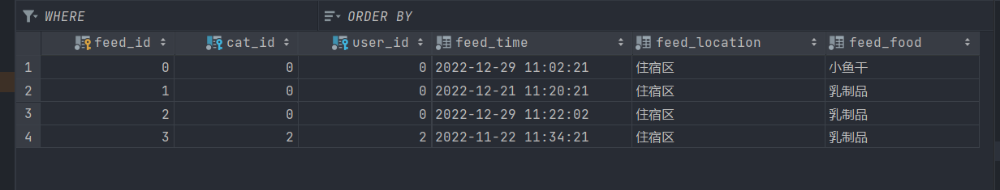 WHERE ORDER BY
feed_id cat_id user_id feed_time feed_location feed_food
1 0 0 0 2022-12-29 11:02:21 住宿区 小鱼干
2 1 0 0 2022-12-21 11:20:21 住宿区 乳制品
3 2 0 0 2022-12-29 11:22:02 住宿区 乳制品
4 3 2 2 2022-11-22 11:34:21 住宿区 乳制品